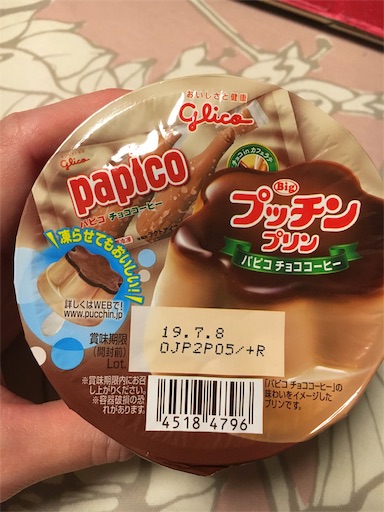 おいしさと健康
Glico
Glico
papico
パピコ チョココーヒー
チョコinカフェラテ
Big
プッチン
プリン
パピコ チョココーヒー
凍らせてもおいしい!!
詳しくはWEBで!
www.pucchin.jp
賞味期限
(開封前)
Lot.
19.7.8
OJP2P05/+R
※賞味期限内にお召
し上がりください。
※容器破損の恐
れがあります。
4518 4796
「パピコ チョココーヒー」の
味わいをイメージした
プリンです。